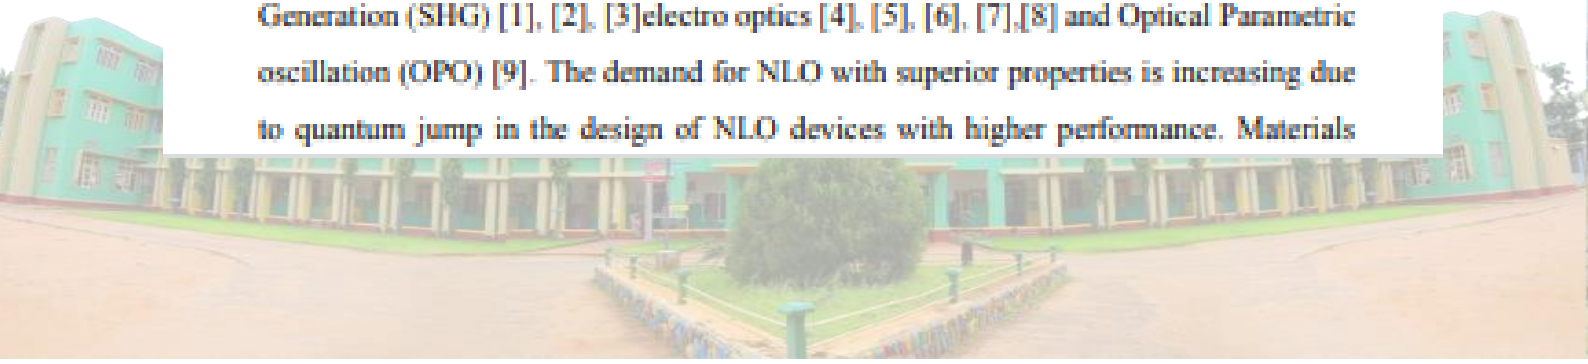 Generation (SHG) [1], [2], [3]electro optics [4], [5], [6], [7],[8] and Optical Parametric
oscillation (OPO) [9]. The demand for NLO with superior properties is increasing due
to quantum jump in the design of NLO devices with higher performance. Materials